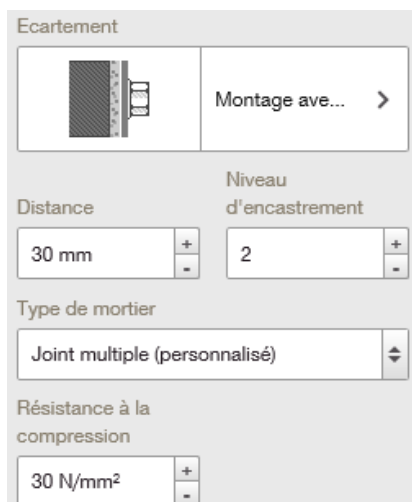 Ecartement
Montage ave...
Distance
Niveau
d'encastrement
30 mm
+
-
2
+
-
Type de mortier
Joint multiple (personnalisé)
Résistance à la
compression
30 N/mm²
+
-